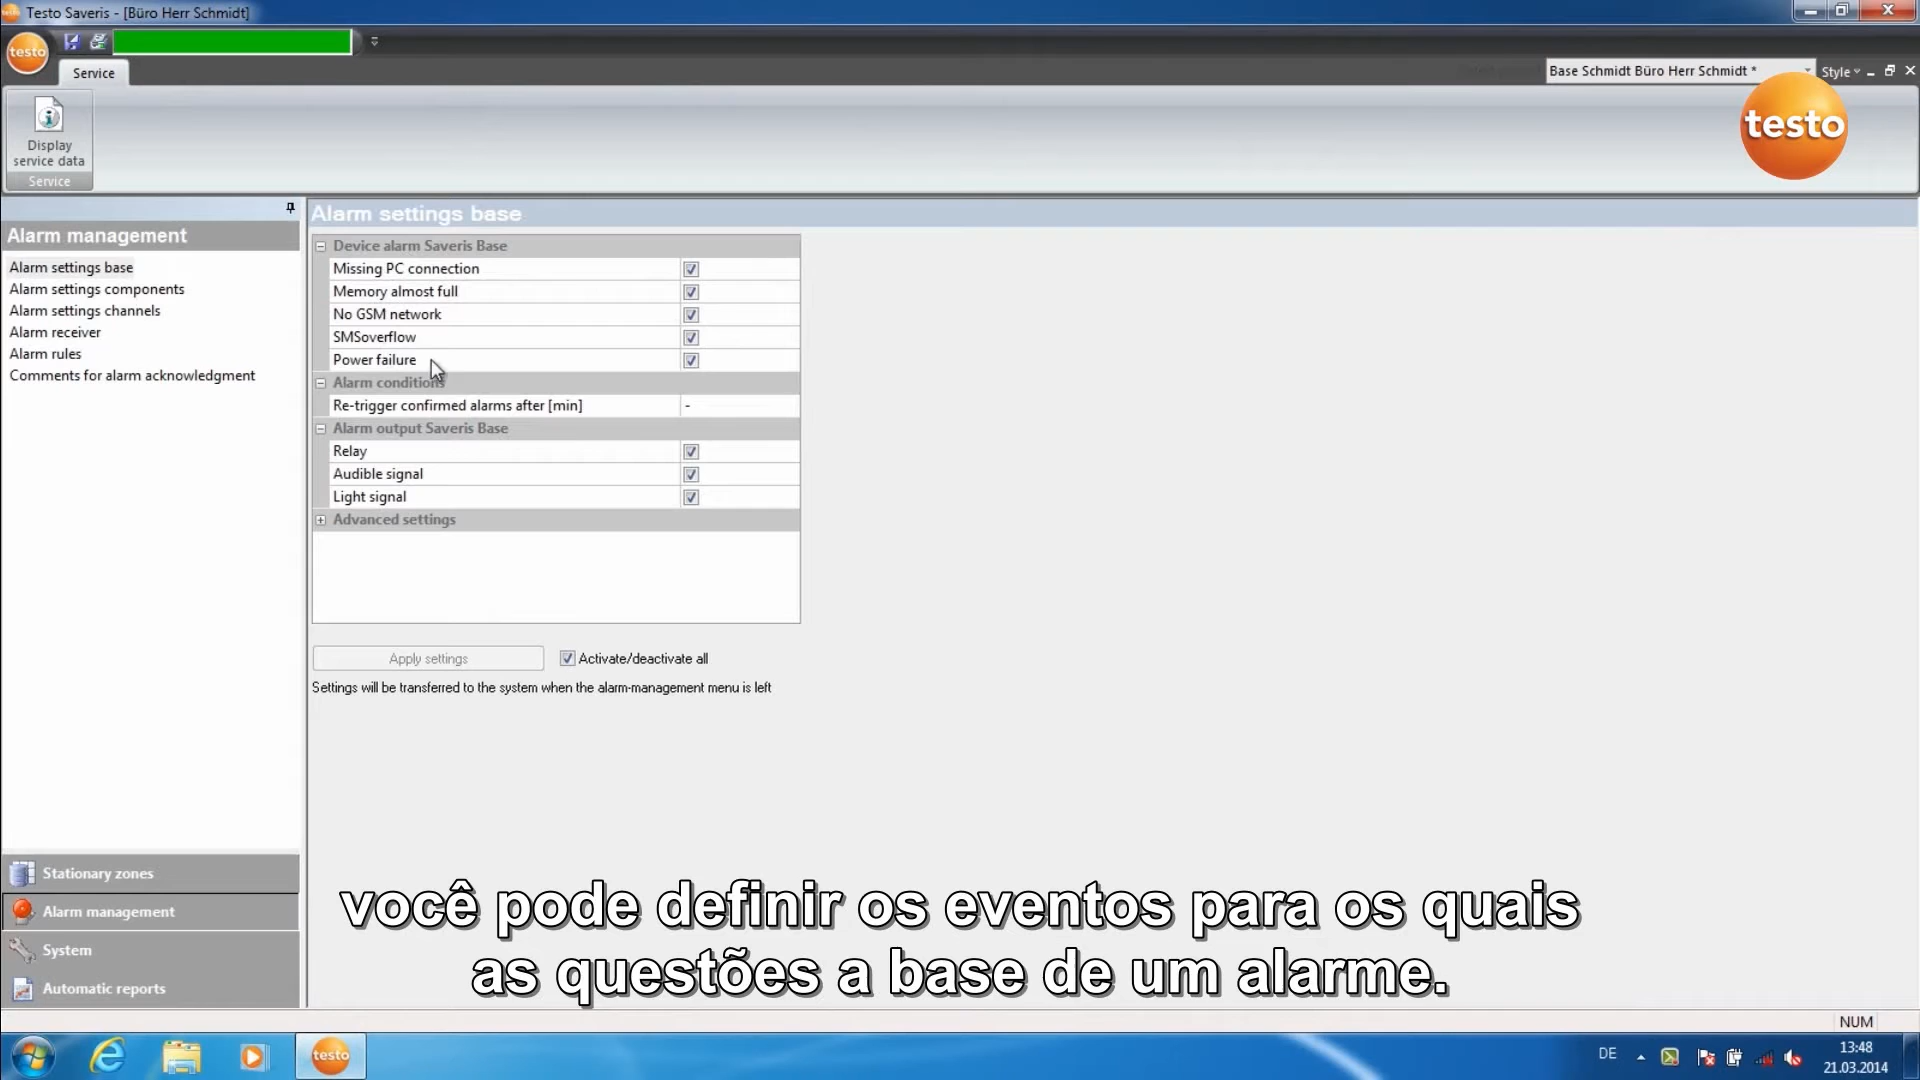 Testo Saveris - [Büro Herr Schmidt]
testo
Service
Base Schmidt Büro Herr Schmidt *
Style
testo
Display
service data
Service
Alarm management
Alarm settings base
Alarm settings components
Alarm settings channels
Alarm receiver
Alarm rules
Comments for alarm acknowledgment
Alarm settings base
Device alarm Saveris Base
Missing PC connection
Memory almost full
No GSM network
SMSoverflow
Power failure
Alarm conditions
Re-trigger confirmed alarms after [min] -
Alarm output Saveris Base
Relay
Audible signal
Light signal
Advanced settings
Apply settings
Activate/deactivate all
Settings will be transferred to the system when the alarm-management menu is left
Stationary zones
Alarm management
System
Automatic reports
você pode definir os eventos para os quais
as questões a base de um alarme.
NUM
testo
DE
13:48
21.03.2014